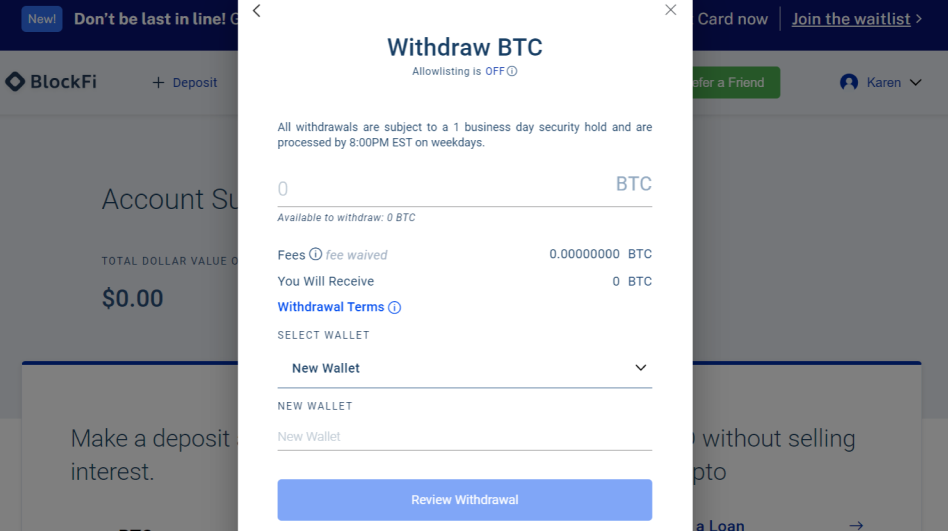 New!
Don't be last in line!
Card now
Join the waitlist
BlockFi
+ Deposit
a Friend
Karen
Account
TOTAL DOLLAR VALUE
$0.00
Make a deposit
interest.
without selling
a Loan
Withdraw BTC
Allowlisting is OFF
All withdrawals are subject to a 1 business day security hold and are
processed by 8:00PM EST on weekdays.
0 BTC
Available to withdraw: 0 BTC
Fees fee waived 0.00000000 BTC
You Will Receive 0 BTC
Withdrawal Terms
SELECT WALLET
New Wallet
NEW WALLET
New Wallet
Review Withdrawal